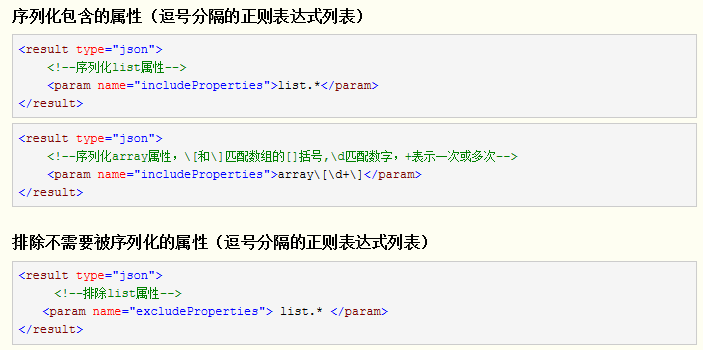 序列化包含的属性（逗号分隔的正则表达式列表）
<result type="json">
<!--序列化list属性-->
<param name="includeProperties">list.*</param>
</result>
<result type="json">
<!--序列化array属性，\[和\]匹配数组的[]括号,\d匹配数字，+表示一次或多次-->
<param name="includeProperties">array\[\d+\]</param>
</result>
排除不需要被序列化的属性（逗号分隔的正则表达式列表）
<result type="json">
<!--排除list属性-->
<param name="excludeProperties"> list.* </param>
</result>